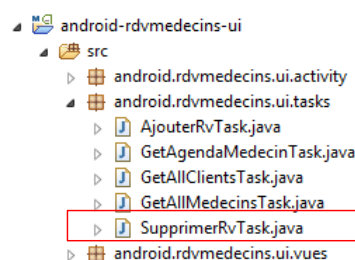 android-rdvmedecins-ui
src
android.rdvmedecins.ui.activity
android.rdvmedecins.ui.tasks
AjouterRvTask.java
GetAgendaMedecinTask.java
GetAllClientsTask.java
GetAllMedecinsTask.java
SupprimerRvTask.java
android.rdvmedecins.ui.vues